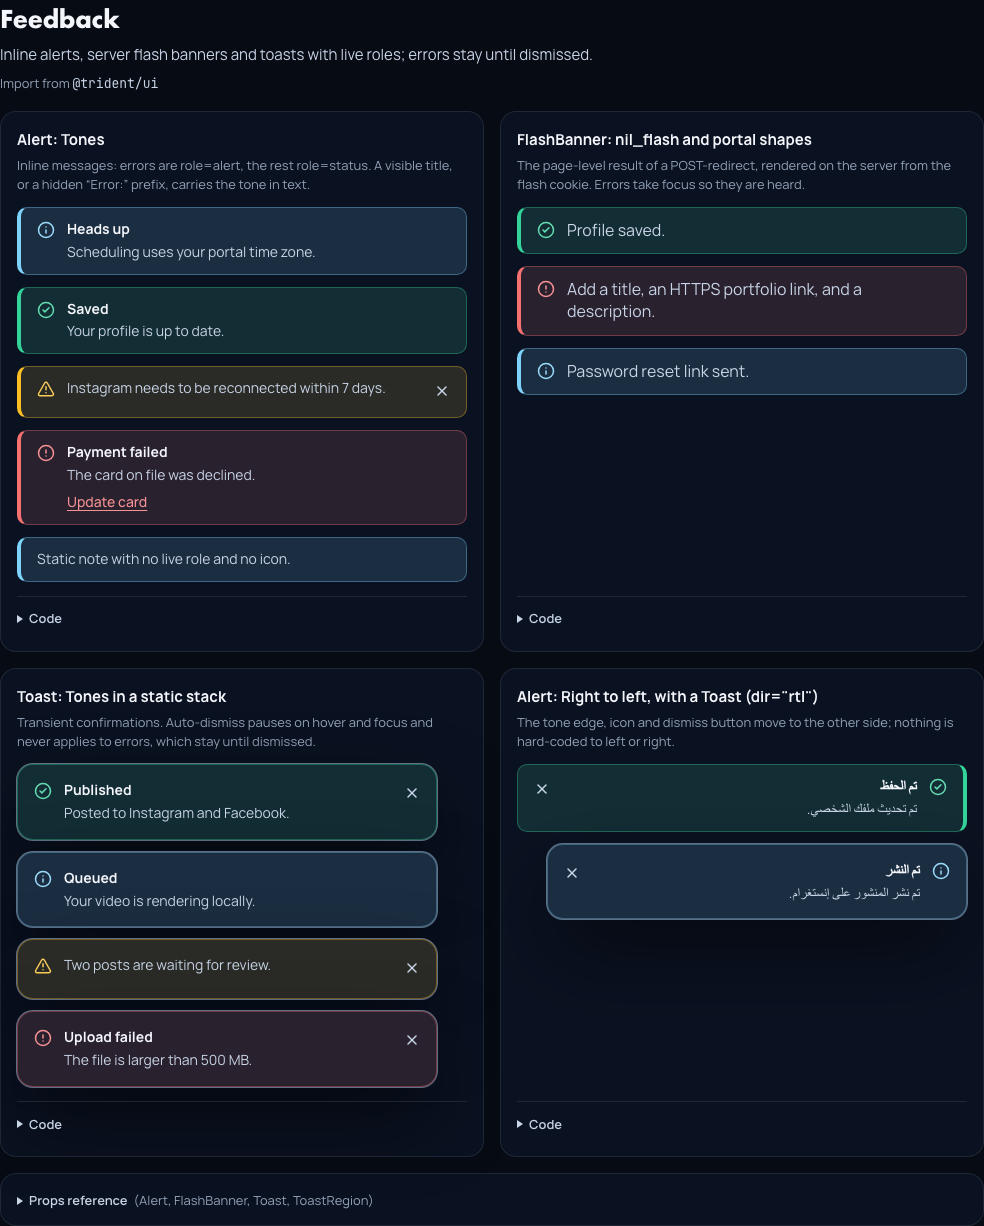 Feedback
Inline alerts, server flash banners and toasts with live roles; errors stay until dismissed.
Import from @trident/ui
Alert: Tones
Inline messages: errors are role=alert, the rest role=status. A visible title,
or a hidden “Error:” prefix, carries the tone in text.
Heads up
Scheduling uses your portal time zone.
Saved
Your profile is up to date.
Instagram needs to be reconnected within 7 days.
Payment failed
The card on file was declined.
Update card
Static note with no live role and no icon.
Code
FlashBanner: nil_flash and portal shapes
The page-level result of a POST-redirect, rendered on the server from the
flash cookie. Errors take focus so they are heard.
Profile saved.
Add a title, an HTTPS portfolio link, and a
description.
Password reset link sent.
Code
Toast: Tones in a static stack
Transient confirmations. Auto-dismiss pauses on hover and focus and
never applies to errors, which stay until dismissed.
Published
Posted to Instagram and Facebook.
Queued
Your video is rendering locally.
Two posts are waiting for review.
Upload failed
The file is larger than 500 MB.
Code
Alert: Right to left, with a Toast (dir="rtl")
The tone edge, icon and dismiss button move to the other side; nothing is
hard-coded to left or right.
تم الحفظ
تم تحديث ملفك الشخصي.
تم النشر
تم نشر المنشور على إنستغرام.
Code
Props reference (Alert, FlashBanner, Toast, ToastRegion)